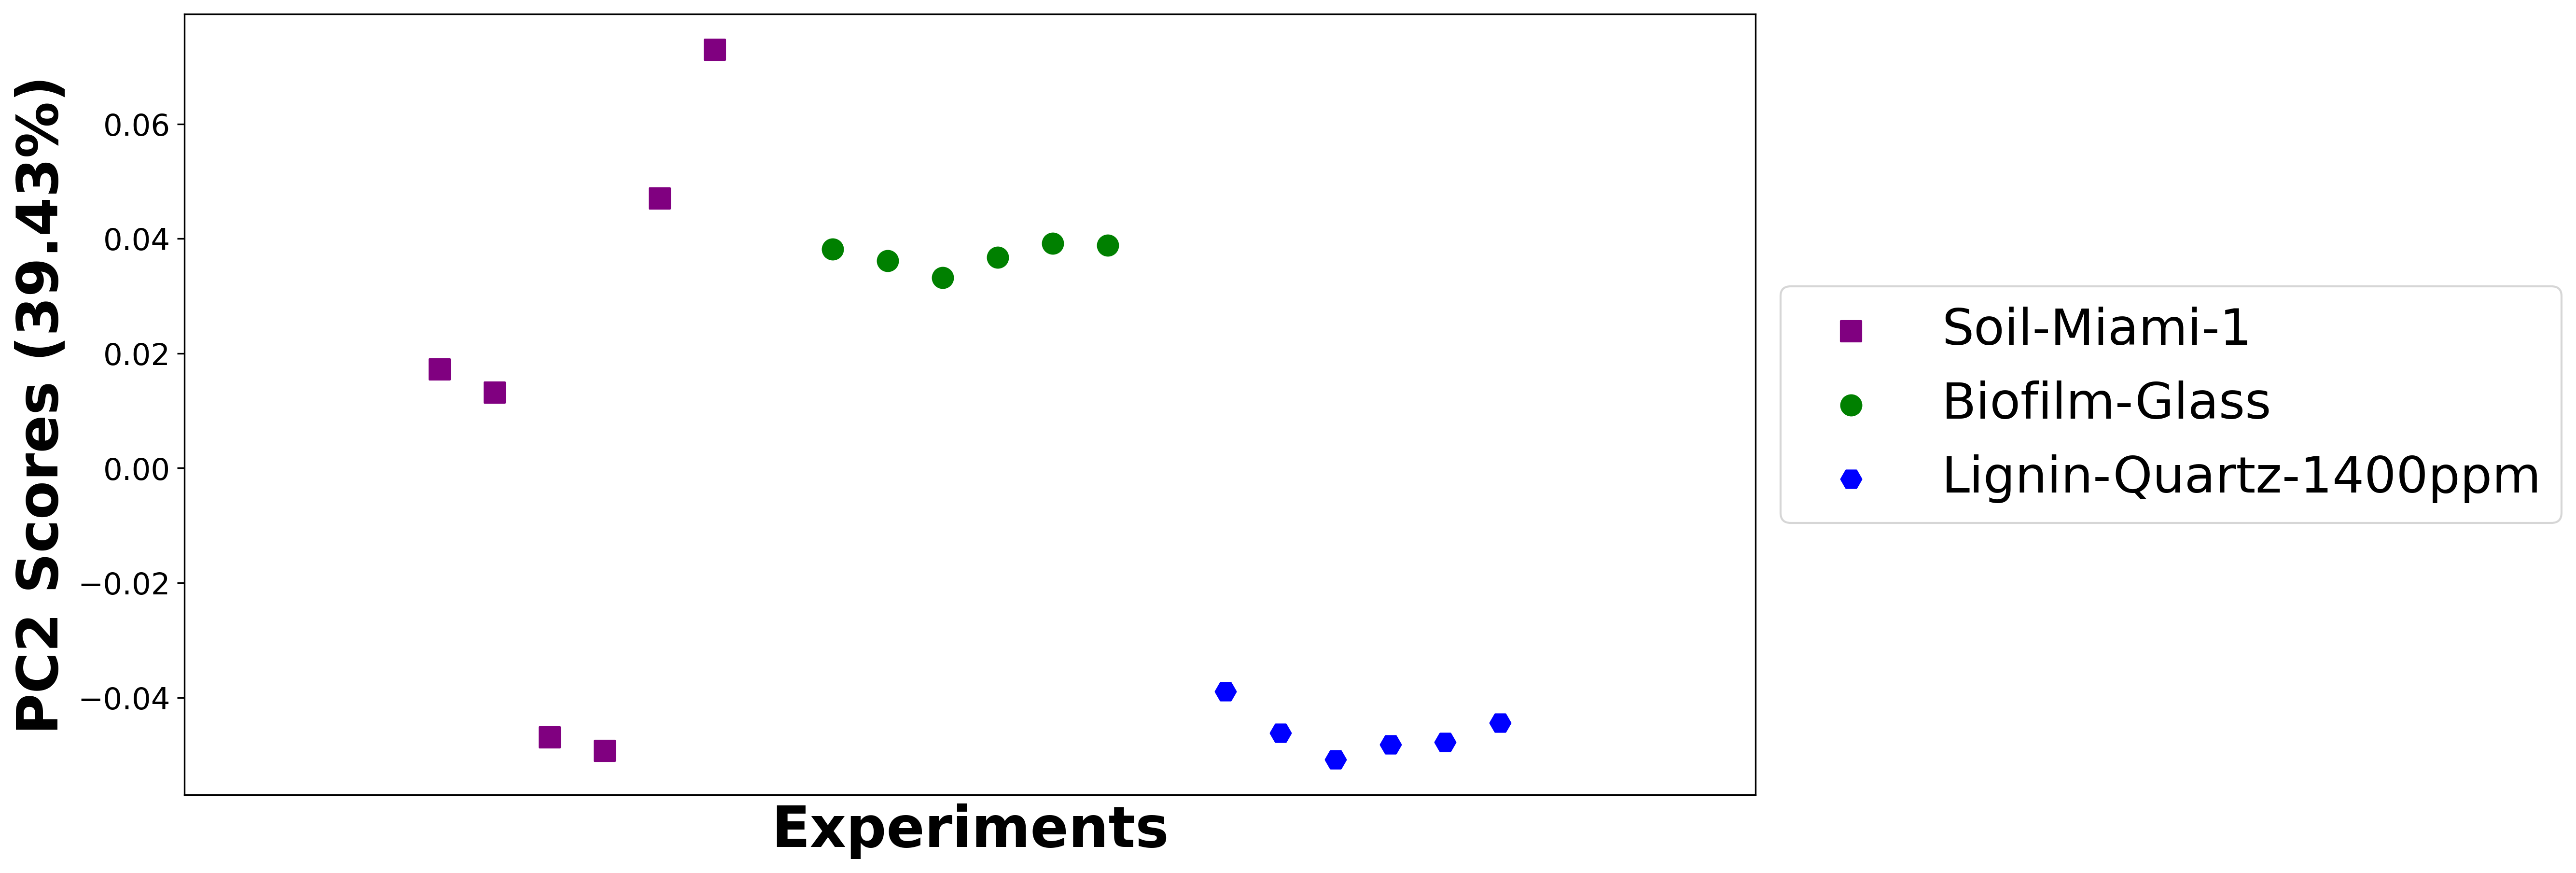 PC2 Scores (39.43%)
0.06
0.04
0.02
0.00
−0.02
−0.04
Experiments
Soil-Miami-1
Biofilm-Glass
Lignin-Quartz-1400ppm